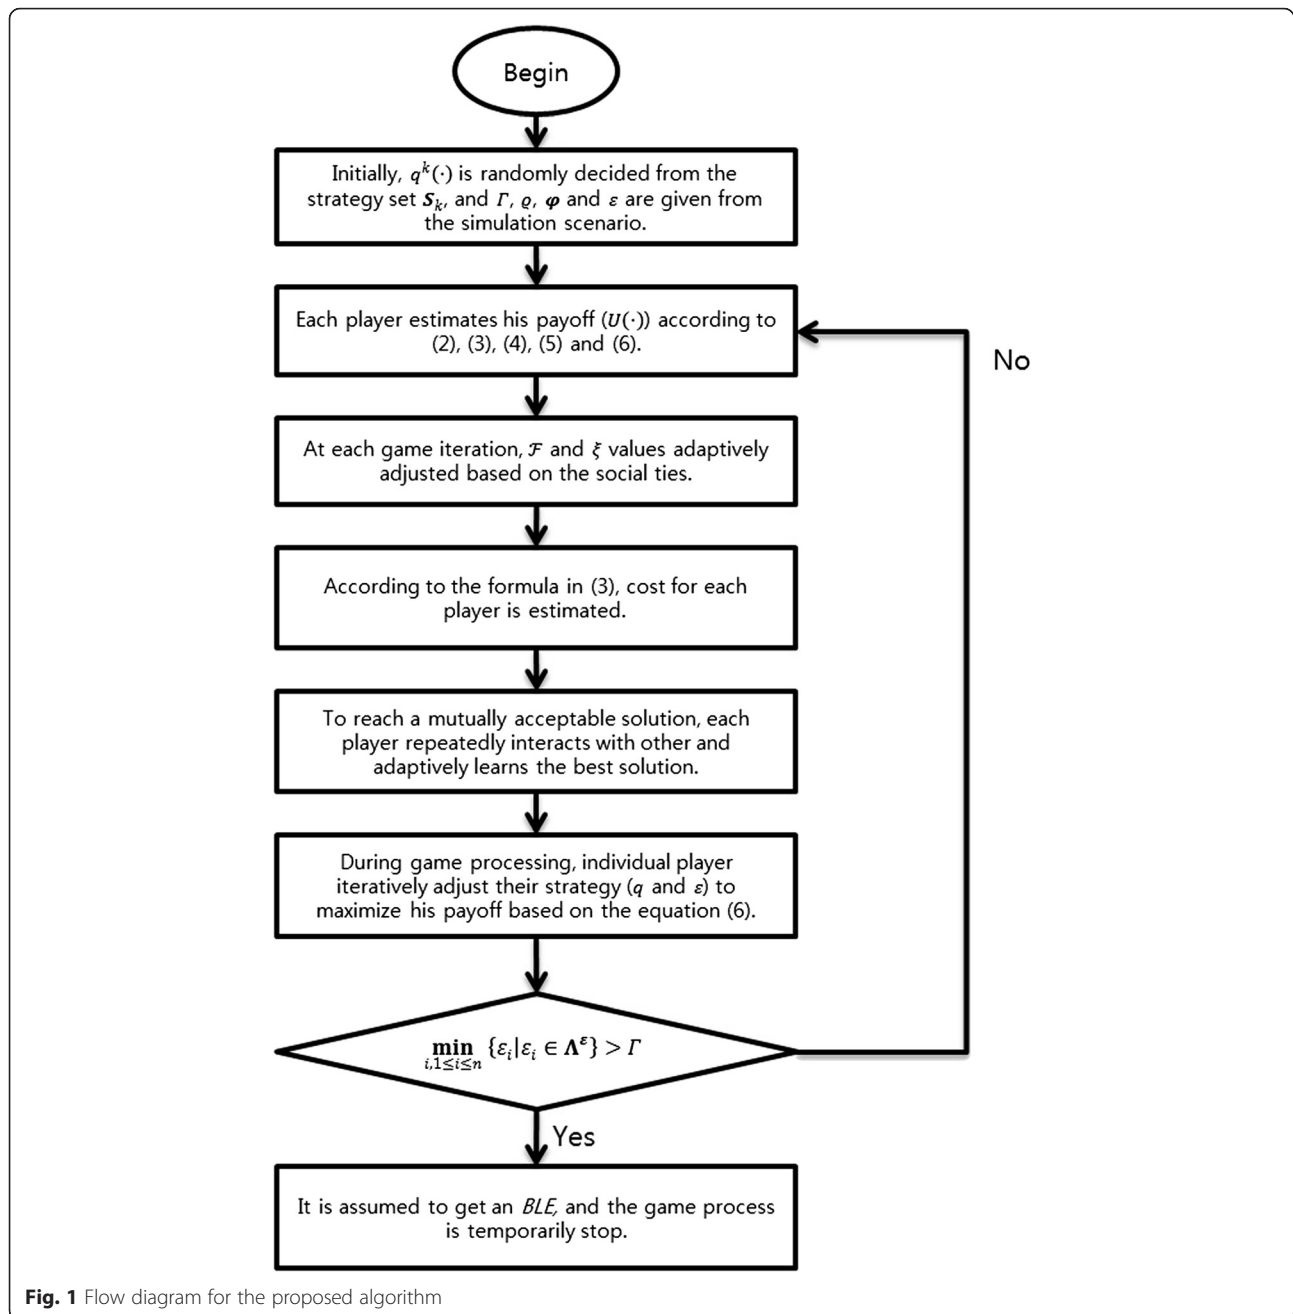 Begin
Initially, q^k(·) is randomly decided from the
strategy set S_k, and Γ, ϱ, φ and ε are given from
the simulation scenario.
Each player estimates his payoff (U(·)) according to
(2), (3), (4), (5) and (6).
No
At each game iteration, ℱ and ξ values adaptively
adjusted based on the social ties.
According to the formula in (3), cost for each
player is estimated.
To reach a mutually acceptable solution, each
player repeatedly interacts with other and
adaptively learns the best solution.
During game processing, individual player
iteratively adjust their strategy (q and ε) to
maximize his payoff based on the equation (6).
min {ε_i|ε_i ∈ Λ^ε} > Γ
i,1≤i≤n
Yes
It is assumed to get an BLE, and the game process
is temporarily stop.
Fig. 1 Flow diagram for the proposed algorithm